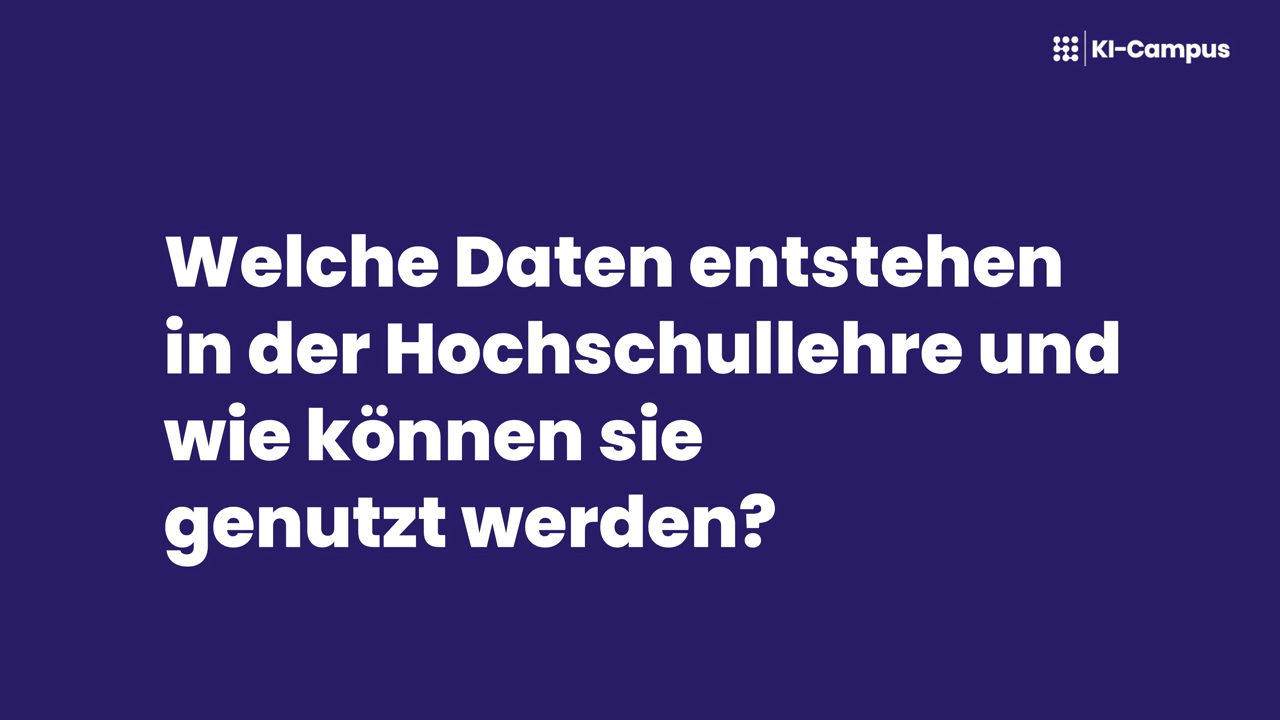 KI-Campus
Welche Daten entstehen
in der Hochschullehre und
wie können sie
genutzt werden?